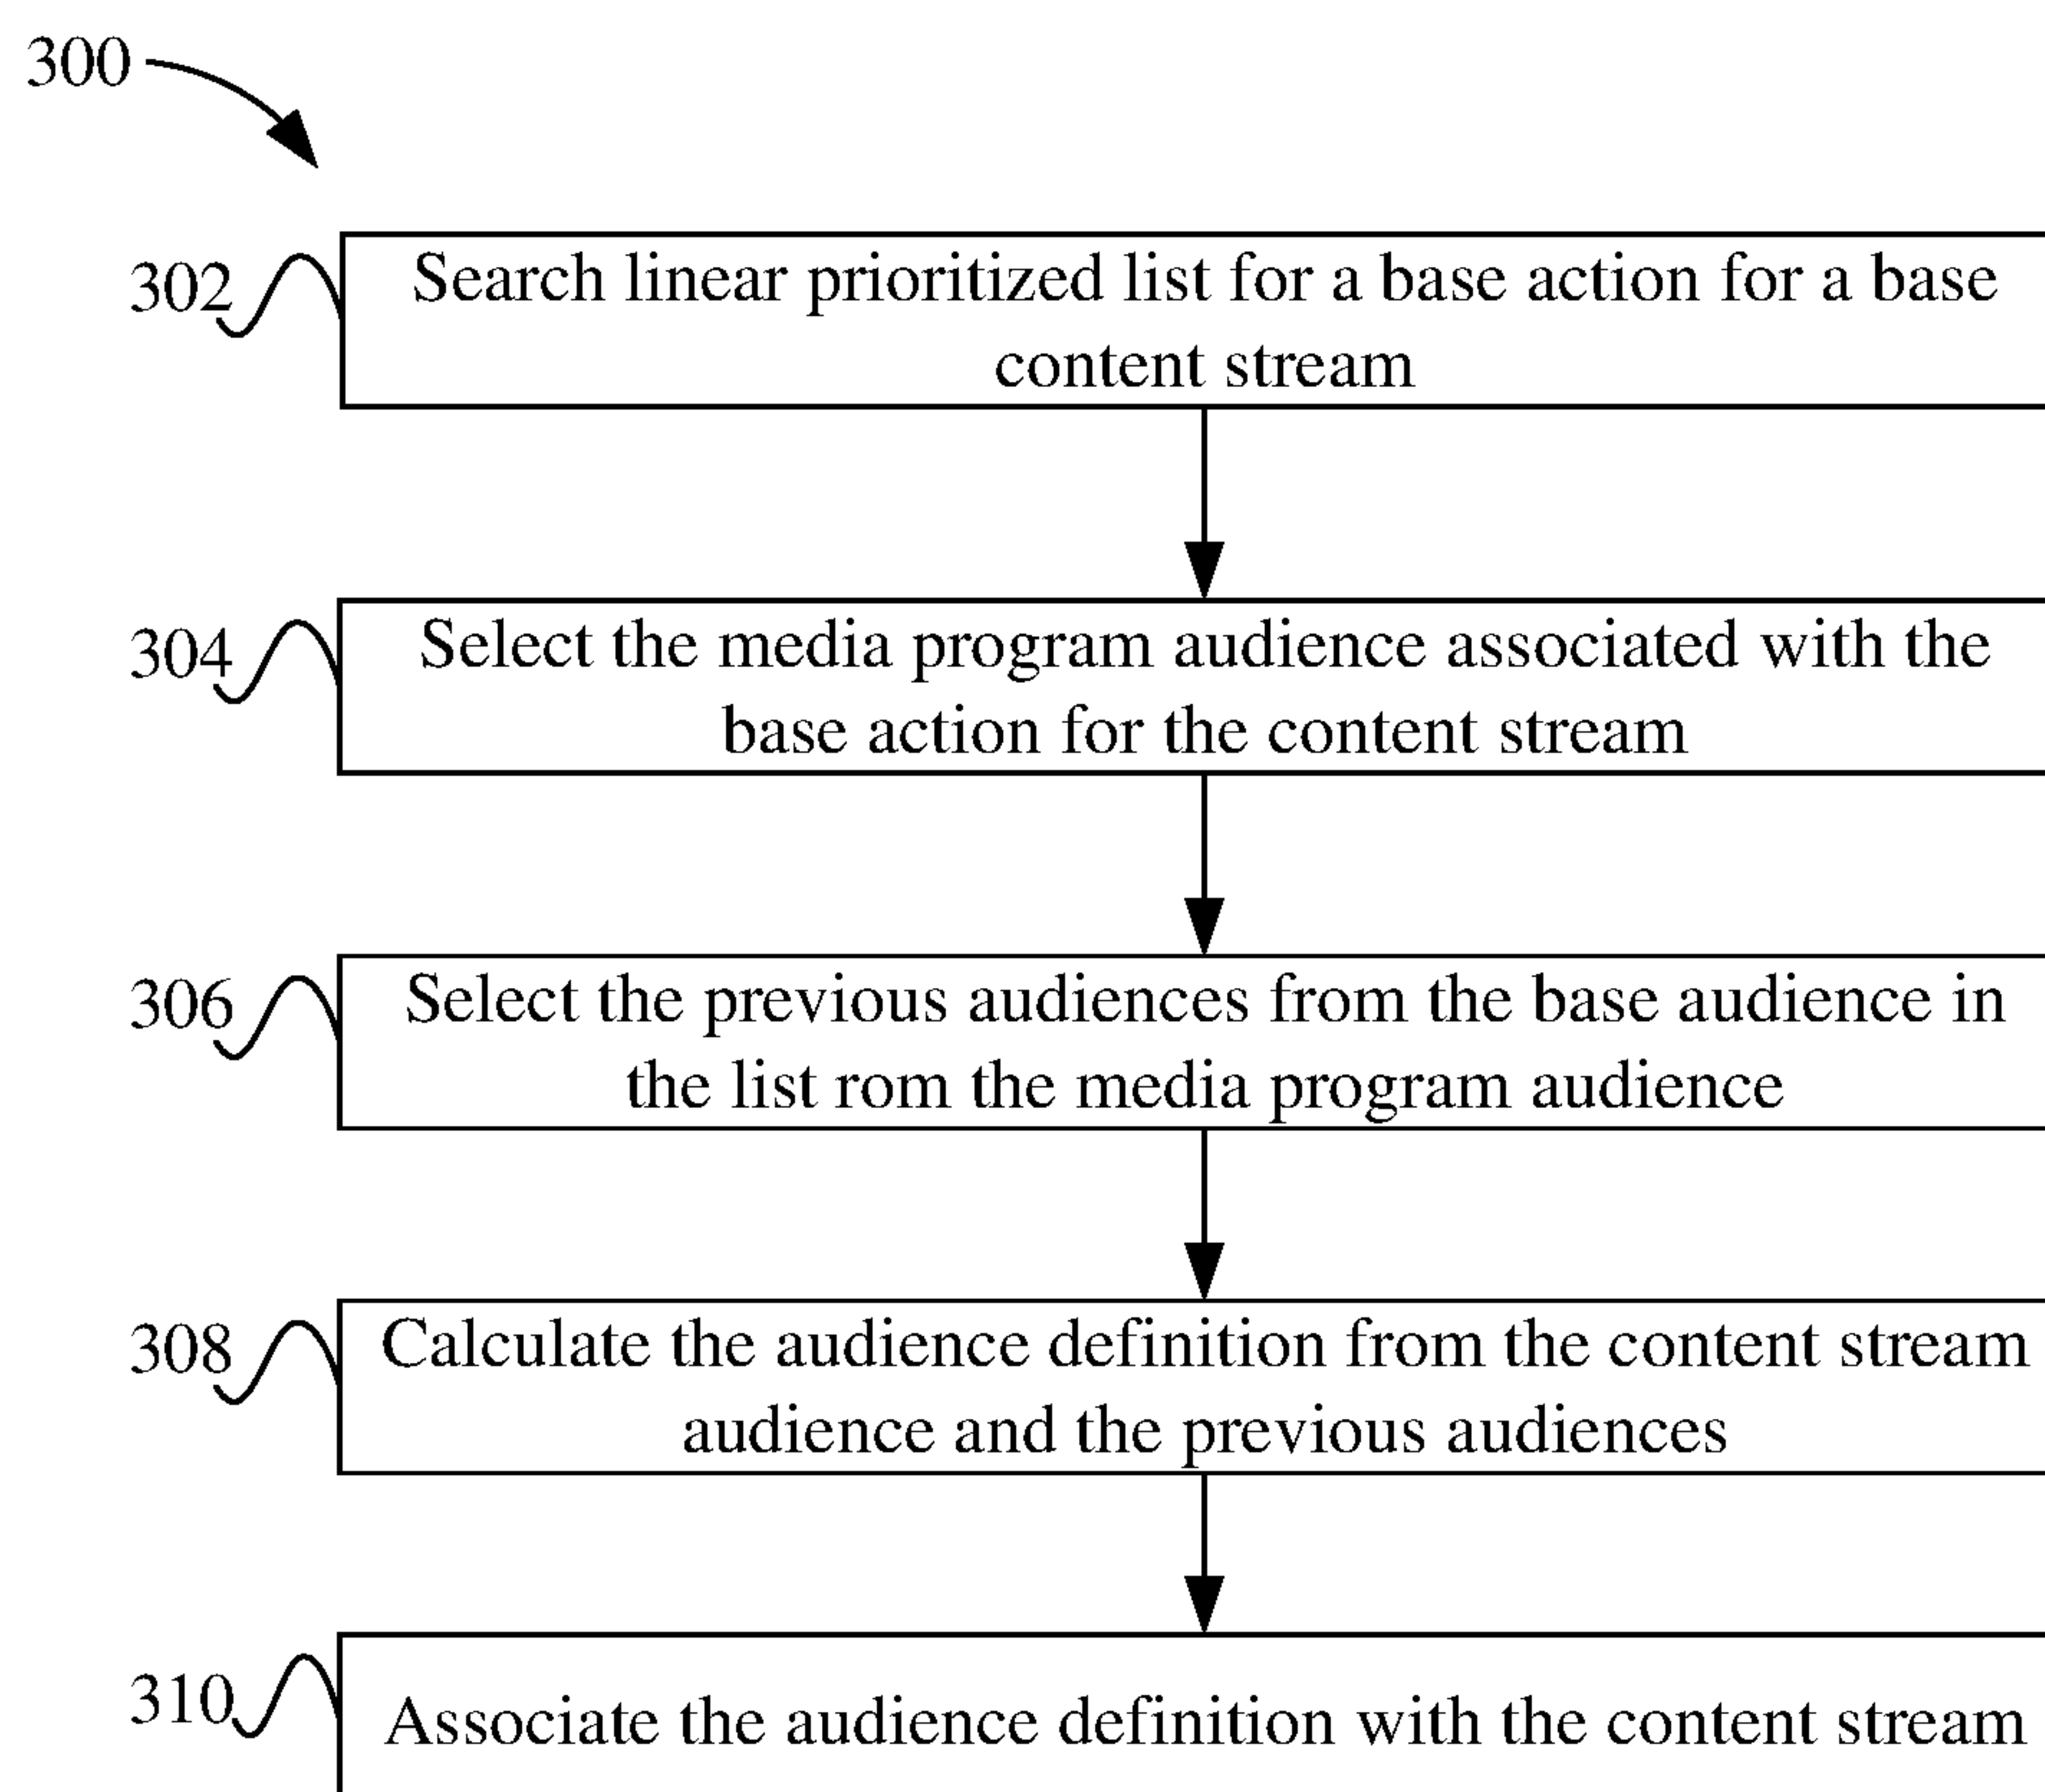 300
302
Search linear prioritized list for a base action for a base
content stream
304
Select the media program audience associated with the
base action for the content stream
306
Select the previous audiences from the base audience in
the list rom the media program audience
308
Calculate the audience definition from the content stream
audience and the previous audiences
310
Associate the audience definition with the content stream